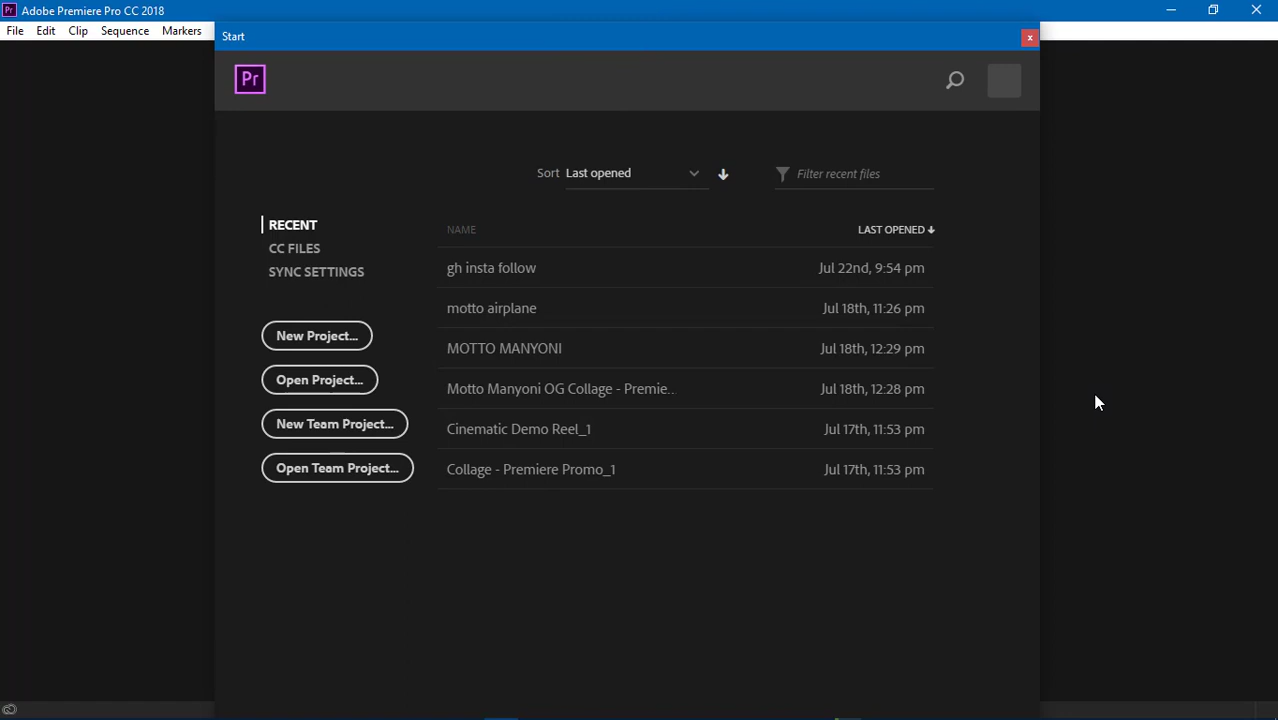 Pr Adobe Premiere Pro CC 2018
File Edit Clip Sequence Markers
Start
x
Pr
Sort Last opened Filter recent files
RECENT
CC FILES
SYNC SETTINGS
New Project...
Open Project...
New Team Project...
Open Team Project...
NAME LAST OPENED
gh insta follow Jul 22nd, 9:54 pm
motto airplane Jul 18th, 11:26 pm
MOTTO MANYONI Jul 18th, 12:29 pm
Motto Manyoni OG Collage - Premie... Jul 18th, 12:28 pm
Cinematic Demo Reel_1 Jul 17th, 11:53 pm
Collage - Premiere Promo_1 Jul 17th, 11:53 pm